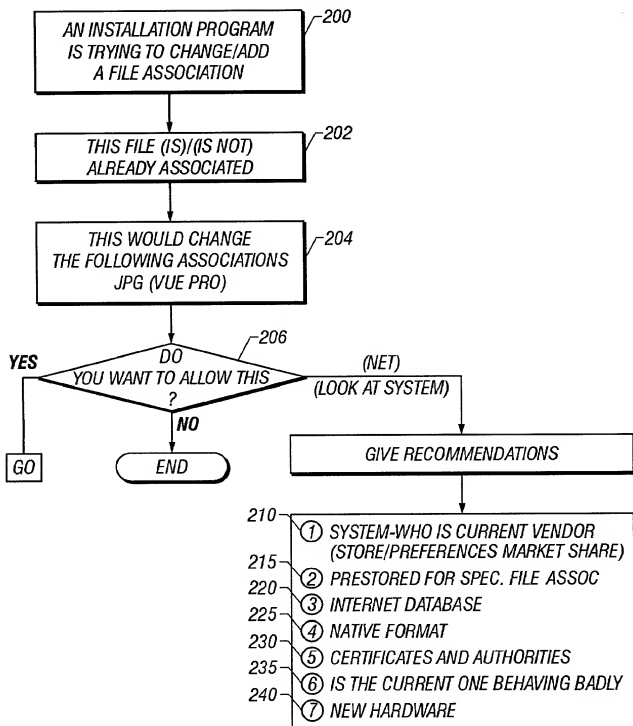 200
AN INSTALLATION PROGRAM
IS TRYING TO CHANGE/ADD
A FILE ASSOCIATION
202
THIS FILE (IS)/(IS NOT)
ALREADY ASSOCIATED
204
THIS WOULD CHANGE
THE FOLLOWING ASSOCIATIONS
JPG (VUE PRO)
206
YES
DO
YOU WANT TO ALLOW THIS
?
(NET)
(LOOK AT SYSTEM)
NO
GO
END
GIVE RECOMMENDATIONS
210
1 SYSTEM-WHO IS CURRENT VENDOR
(STORE/PREFERENCES MARKET SHARE)
215
2 PRESTORED FOR SPEC. FILE ASSOC
220
3 INTERNET DATABASE
225
4 NATIVE FORMAT
230
5 CERTIFICATES AND AUTHORITIES
235
6 IS THE CURRENT ONE BEHAVING BADLY
240
7 NEW HARDWARE